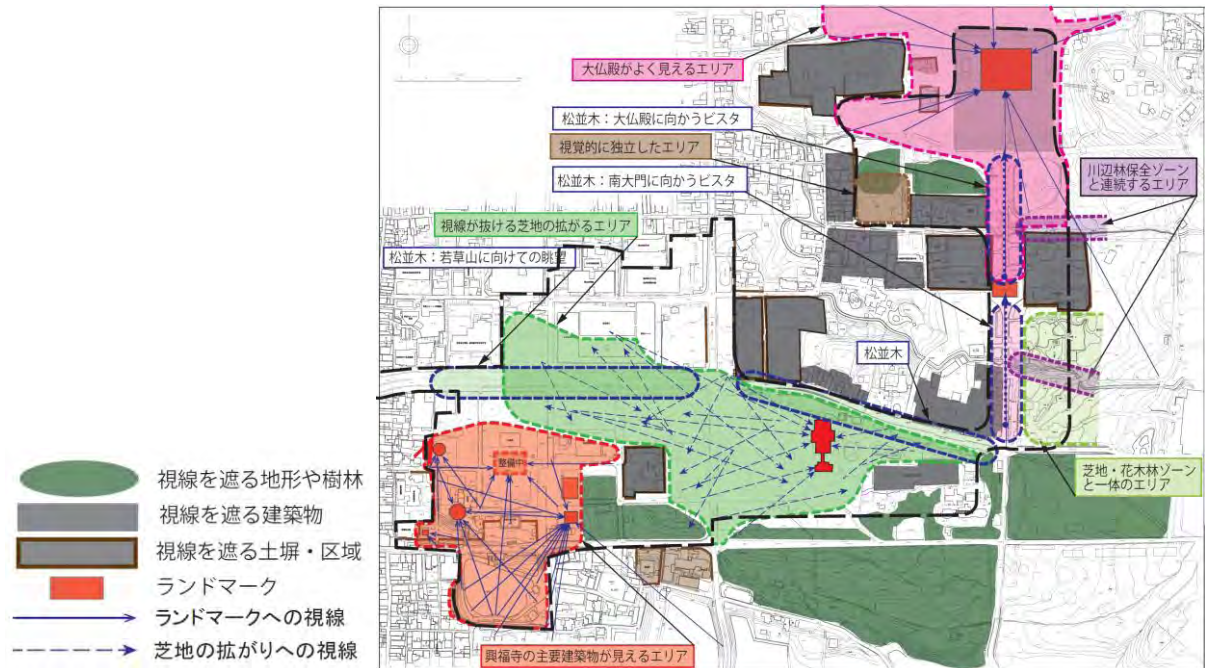 大仏殿がよく見えるエリア
松並木：大仏殿に向かうビスタ
視覚的に独立したエリア
松並木：南大門に向かうビスタ
川辺林保全ゾーン
と連続するエリア
視線が抜ける芝地の拡がるエリア
松並木：若草山に向けての眺望
松並木
整備中
芝地・花木林ゾーン
と一体のエリア
視線を遮る地形や樹林
視線を遮る建築物
視線を遮る土塀・区域
ランドマーク
ランドマークへの視線
芝地の拡がりへの視線
興福寺の主要建築物が見えるエリア